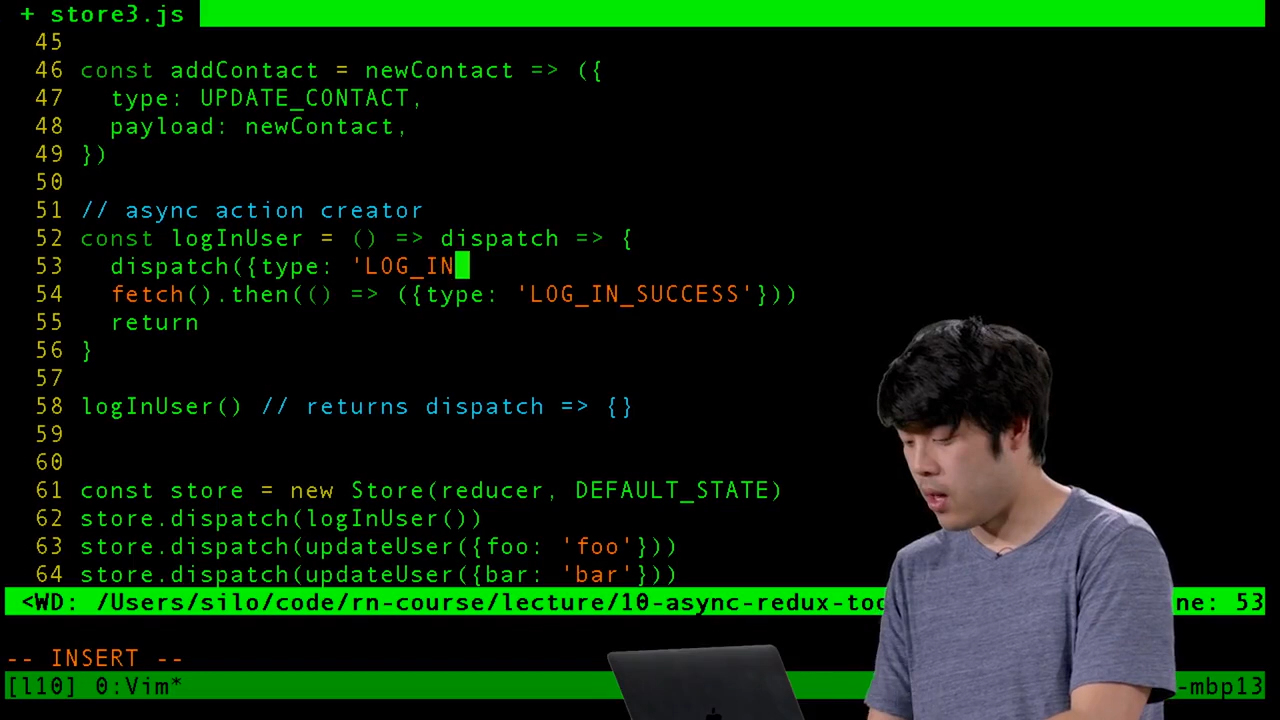 + store3.js
45
46 const addContact = newContact => ({
47   type: UPDATE_CONTACT,
48   payload: newContact,
49 })
50
51 // async action creator
52 const logInUser = () => dispatch => {
53   dispatch({type: 'LOG_IN
54   fetch().then(() => ({type: 'LOG_IN_SUCCESS'}))
55   return
56 }
57
58 logInUser() // returns dispatch => {}
59
60
61 const store = new Store(reducer, DEFAULT_STATE)
62 store.dispatch(logInUser())
63 store.dispatch(updateUser({foo: 'foo'}))
64 store.dispatch(updateUser({bar: 'bar'}))
<WD: /Users/silo/code/rn-course/lecture/10-async-redux-too ne: 53
-- INSERT --
[l10] 0:Vim* -mbp13